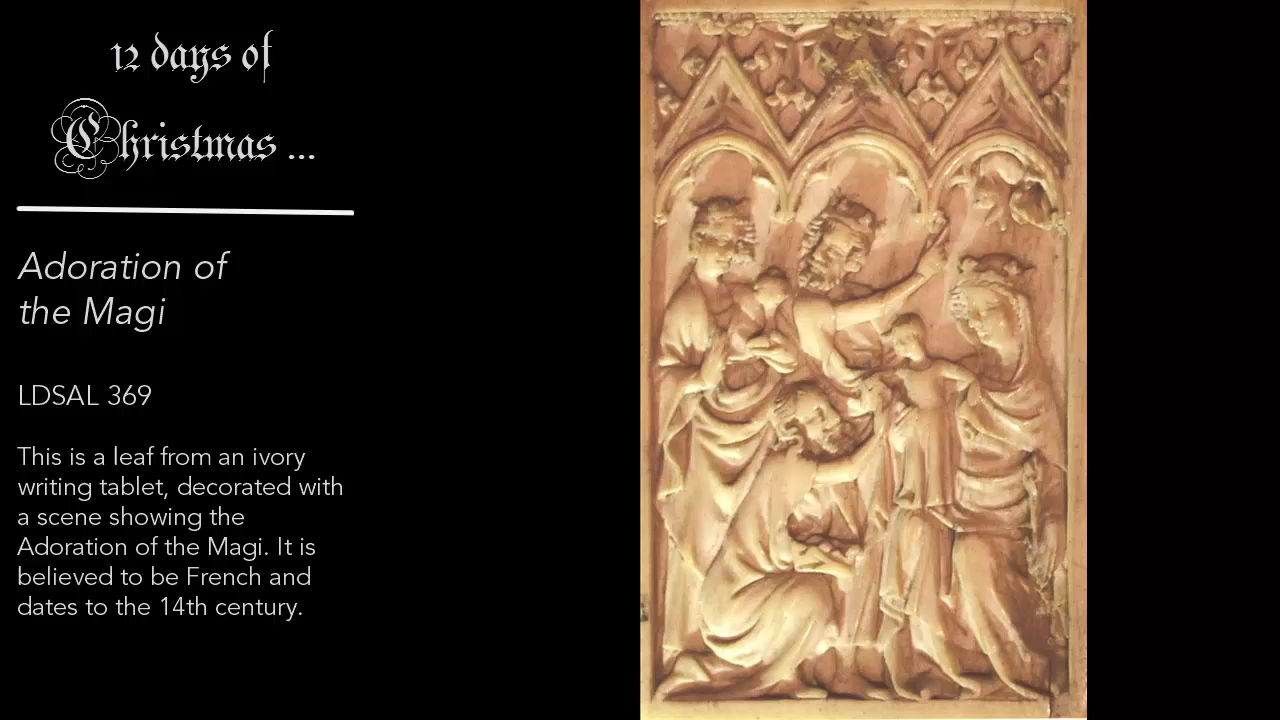 12 days of
Christmas ...
Adoration of
the Magi
LDSAL 369
This is a leaf from an ivory
writing tablet, decorated with
a scene showing the
Adoration of the Magi. It is
believed to be French and
dates to the 14th century.